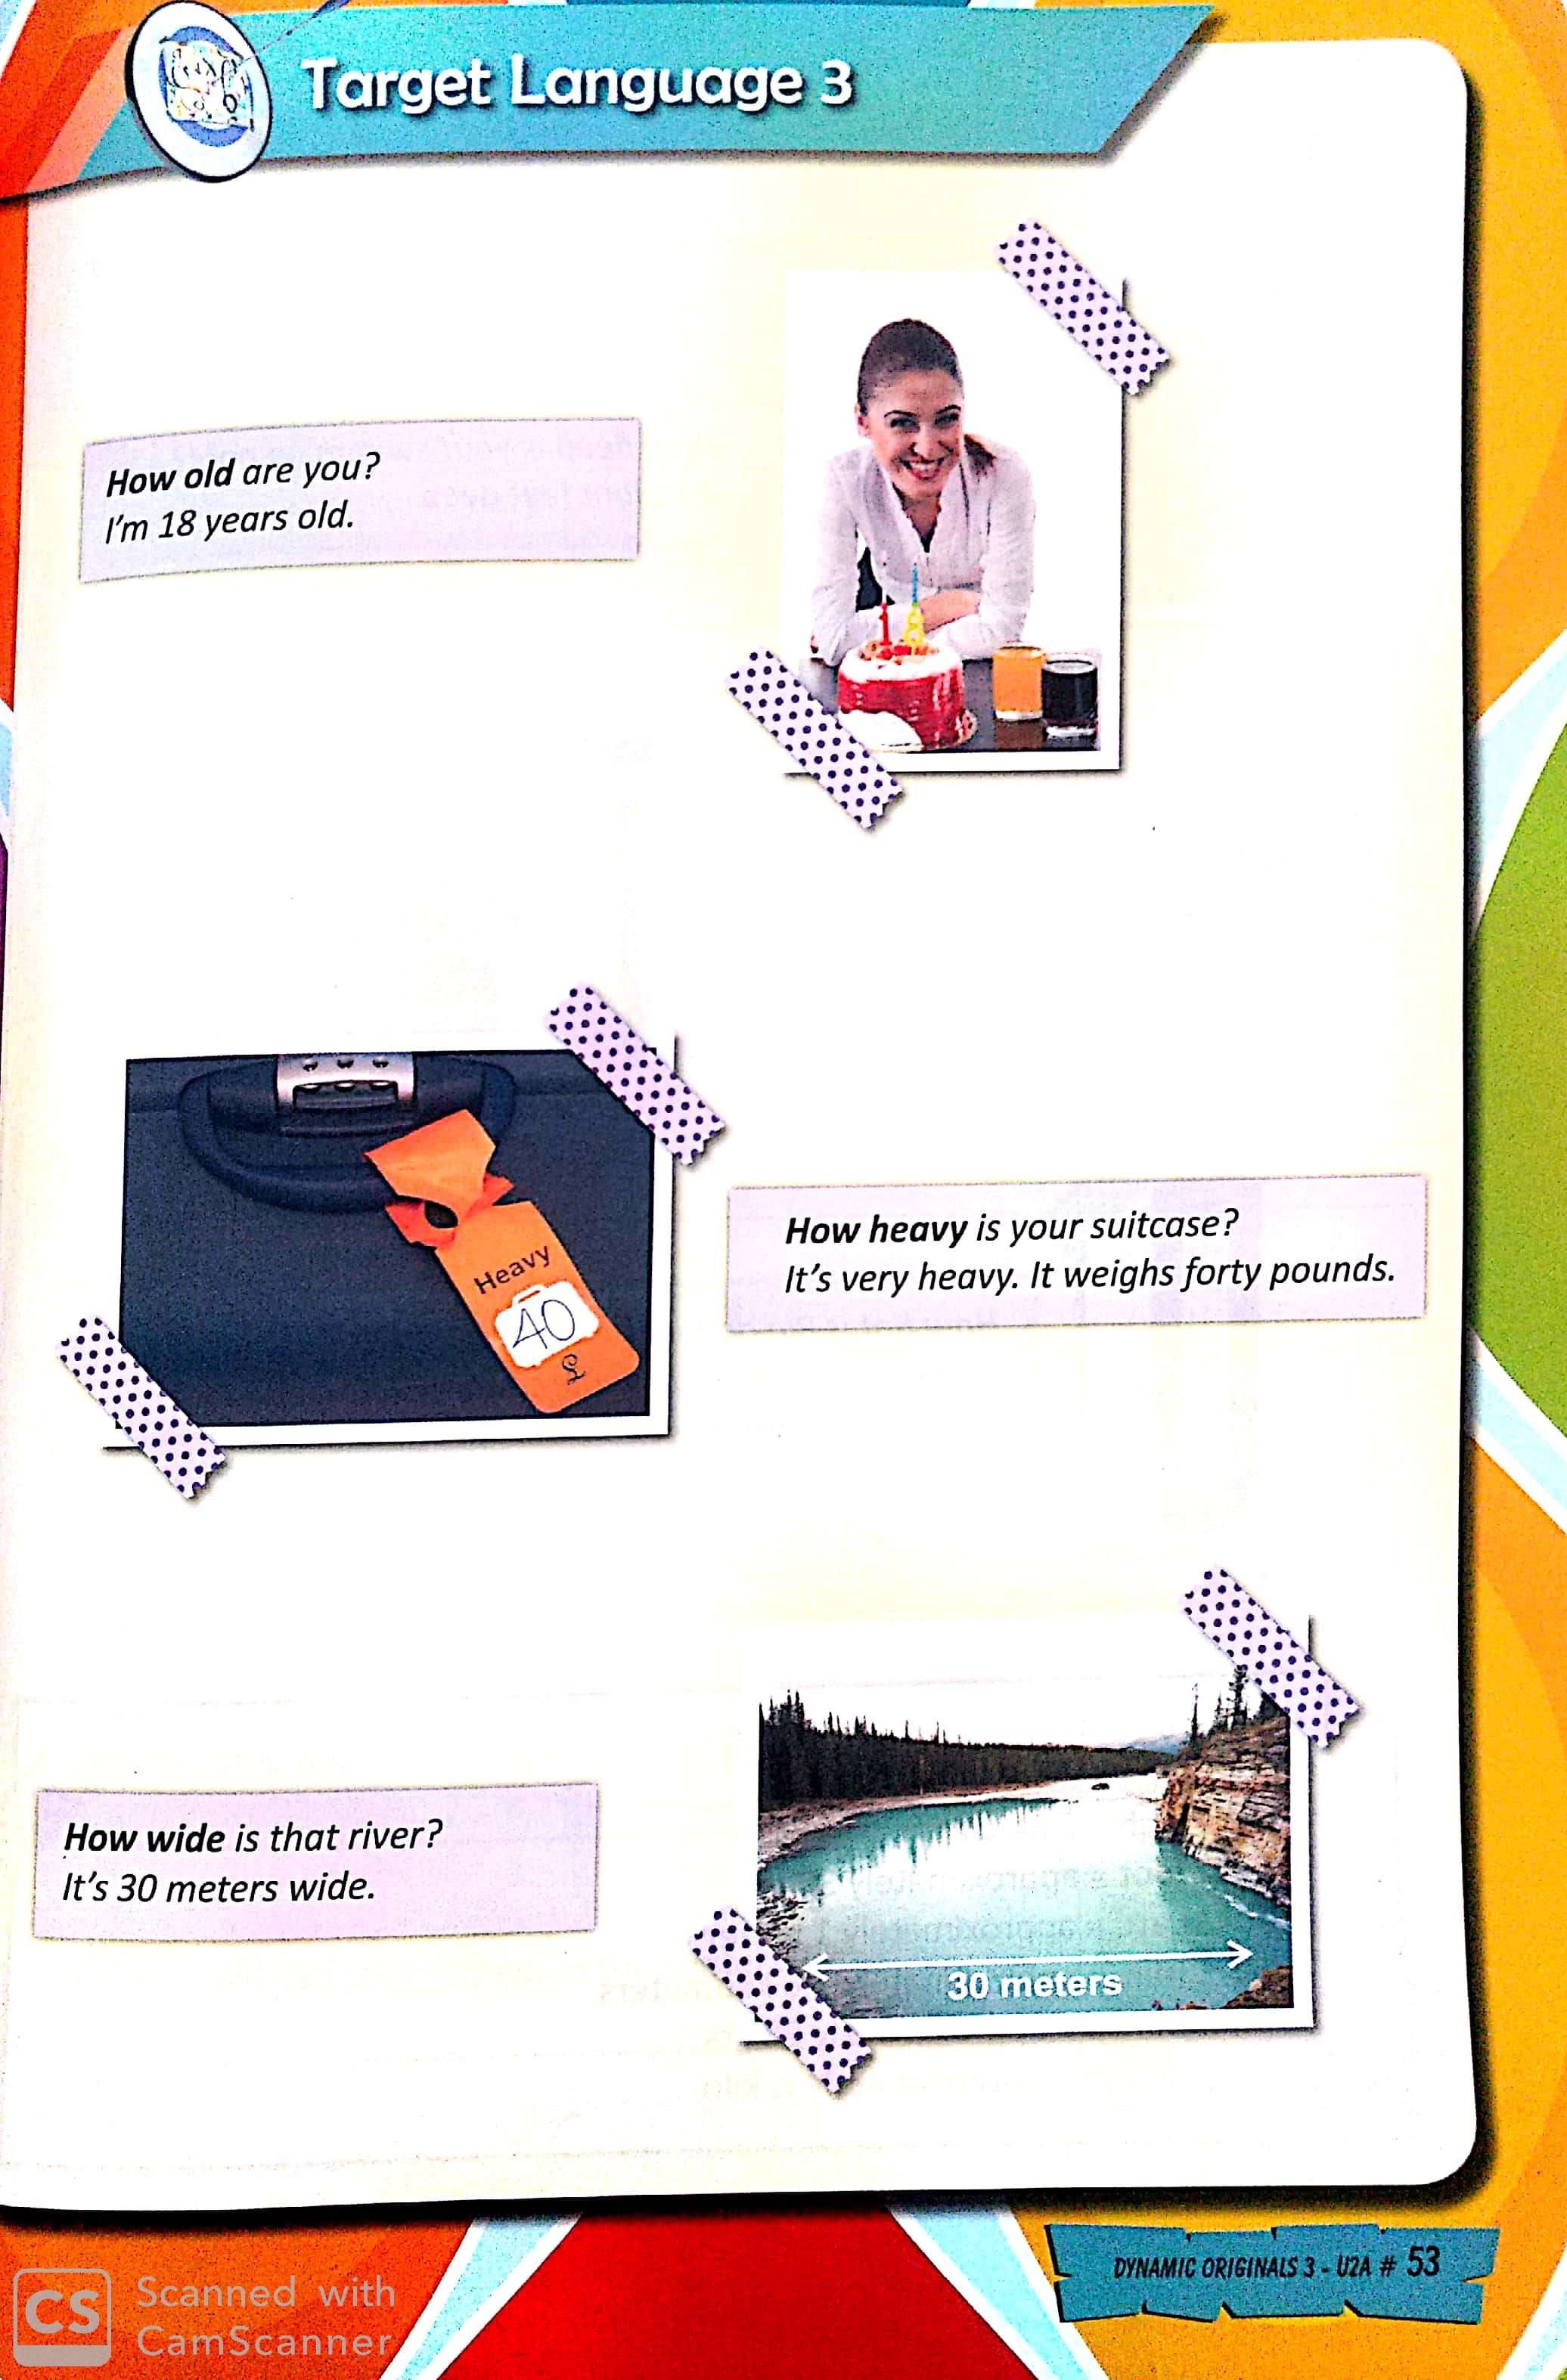 Target Language 3
How old are you?
I'm 18 years old.
18
Heavy
40
£
How heavy is your suitcase?
It's very heavy. It weighs forty pounds.
How wide is that river?
It's 30 meters wide.
30 meters
DYNAMIC ORIGINALS 3 - U2A # 53
CS
Scanned with
CamScanner